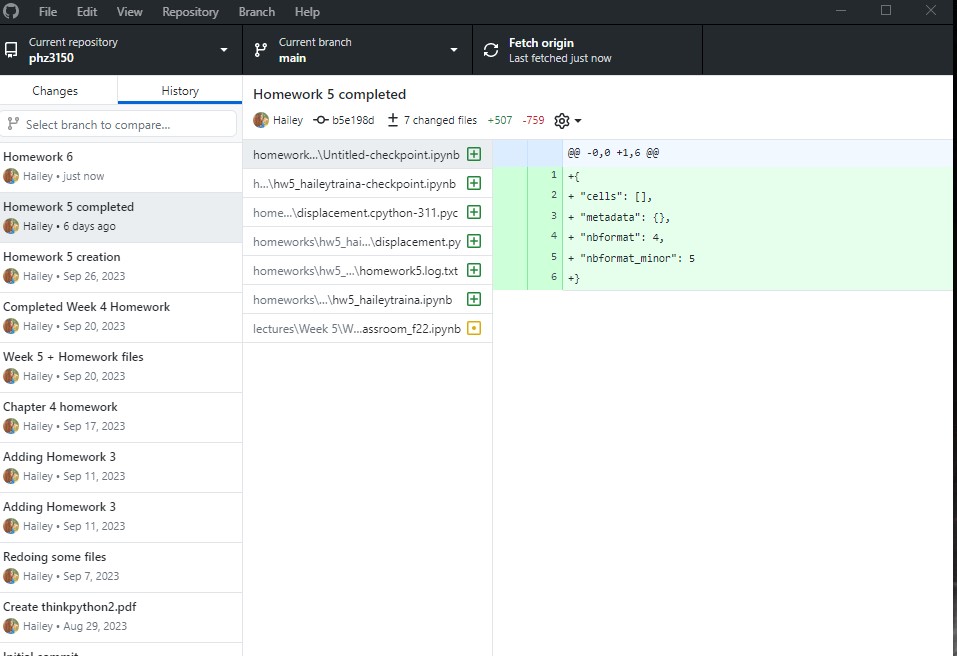 File Edit View Repository Branch Help
Current repository
phz3150
Current branch
main
Fetch origin
Last fetched just now
Changes
History
Select branch to compare...
Homework 6
Hailey • just now
Homework 5 completed
Hailey • 6 days ago
Homework 5 creation
Hailey • Sep 26, 2023
Completed Week 4 Homework
Hailey • Sep 20, 2023
Week 5 + Homework files
Hailey • Sep 20, 2023
Chapter 4 homework
Hailey • Sep 17, 2023
Adding Homework 3
Hailey • Sep 11, 2023
Adding Homework 3
Hailey • Sep 11, 2023
Redoing some files
Hailey • Sep 7, 2023
Create thinkpython2.pdf
Hailey • Aug 29, 2023
Initial commit
Homework 5 completed
Hailey b5e198d 7 changed files +507 -759
homework...\Untitled-checkpoint.ipynb
h...\hw5_haileytraina-checkpoint.ipynb
home...\displacement.cpython-311.pyc
homeworks\hw5_hai...\displacement.py
homeworks\hw5_...\homework5.log.txt
homeworks\...\hw5_haileytraina.ipynb
lectures\Week 5\W...assroom_f22.ipynb
@@ -0,0 +1,6 @@
1 +{
2 + "cells": [],
3 + "metadata": {},
4 + "nbformat": 4,
5 + "nbformat_minor": 5
6 +}